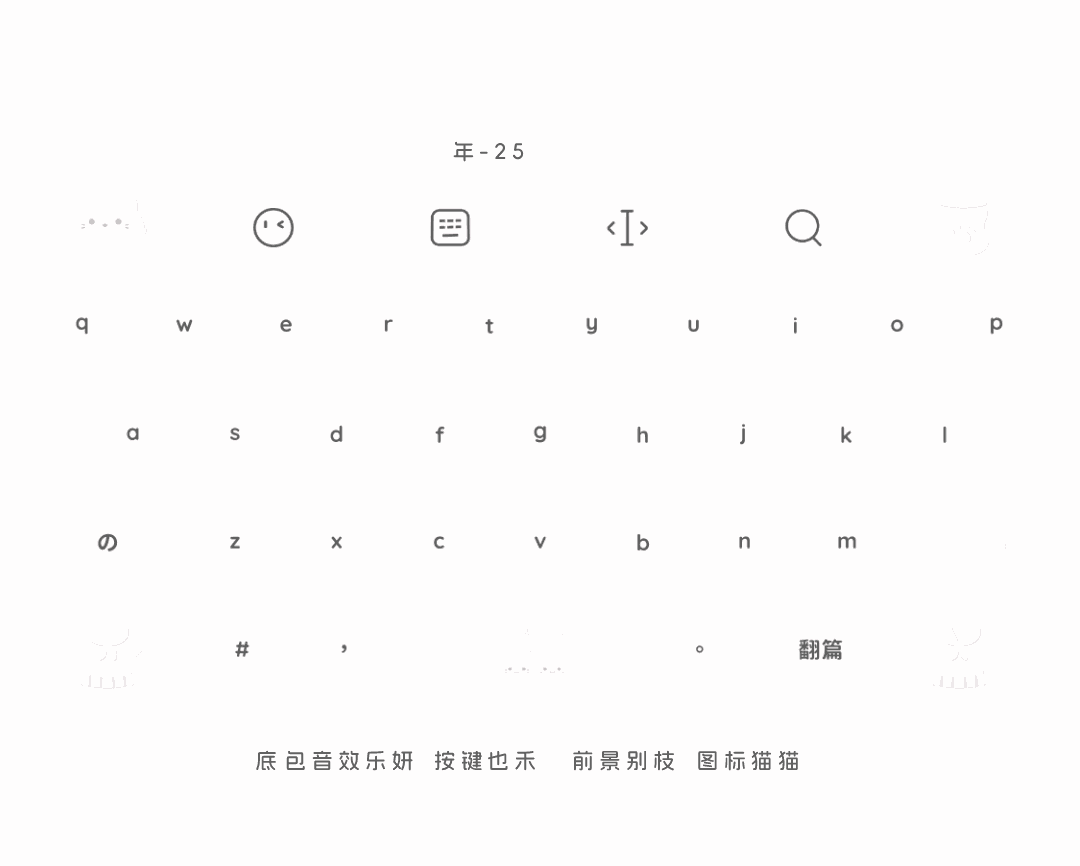 年-25
q w e r t y u i o p
a s d f g h j k l
の z x c v b n m
# , 。 翻篇
底包音效乐妍 按键也禾 前景别枝 图标猫猫